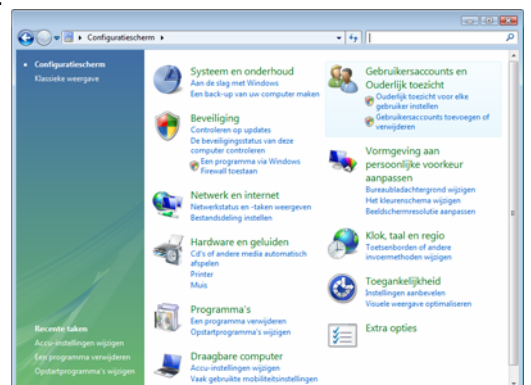 Configuratiescherm
Configuratiescherm
Klassieke weergave
Systeem en onderhoud
Aan de slag met Windows
Een back-up van uw computer maken
Beveiliging
Controleren op updates
De beveiligingsstatus van deze
computer controleren
Een programma via Windows
Firewall toestaan
Netwerk en internet
Netwerkstatus en -taken weergeven
Bestandsdeling instellen
Hardware en geluiden
Cd's of andere media automatisch
afspelen
Printer
Muis
Programma's
Een programma verwijderen
Opstartprogramma's wijzigen
Draagbare computer
Accu-instellingen wijzigen
Vaak gebruikte mobiliteitsinstellingen
Gebruikersaccounts en
Ouderlijk toezicht
Ouderlijk toezicht voor elke
gebruiker instellen
Gebruikersaccounts toevoegen of
verwijderen
Vormgeving aan
persoonlijke voorkeur
aanpassen
Bureaubladachtergrond wijzigen
Het kleurenschema wijzigen
Beeldschermresolutie aanpassen
Klok, taal en regio
Toetsenborden of andere
invoermethoden wijzigen
Toegankelijkheid
Instellingen aanbevelen
Visuele weergave optimaliseren
Extra opties
Recente taken
Accu-instellingen wijzigen
Een programma verwijderen
Opstartprogramma's wijzigen